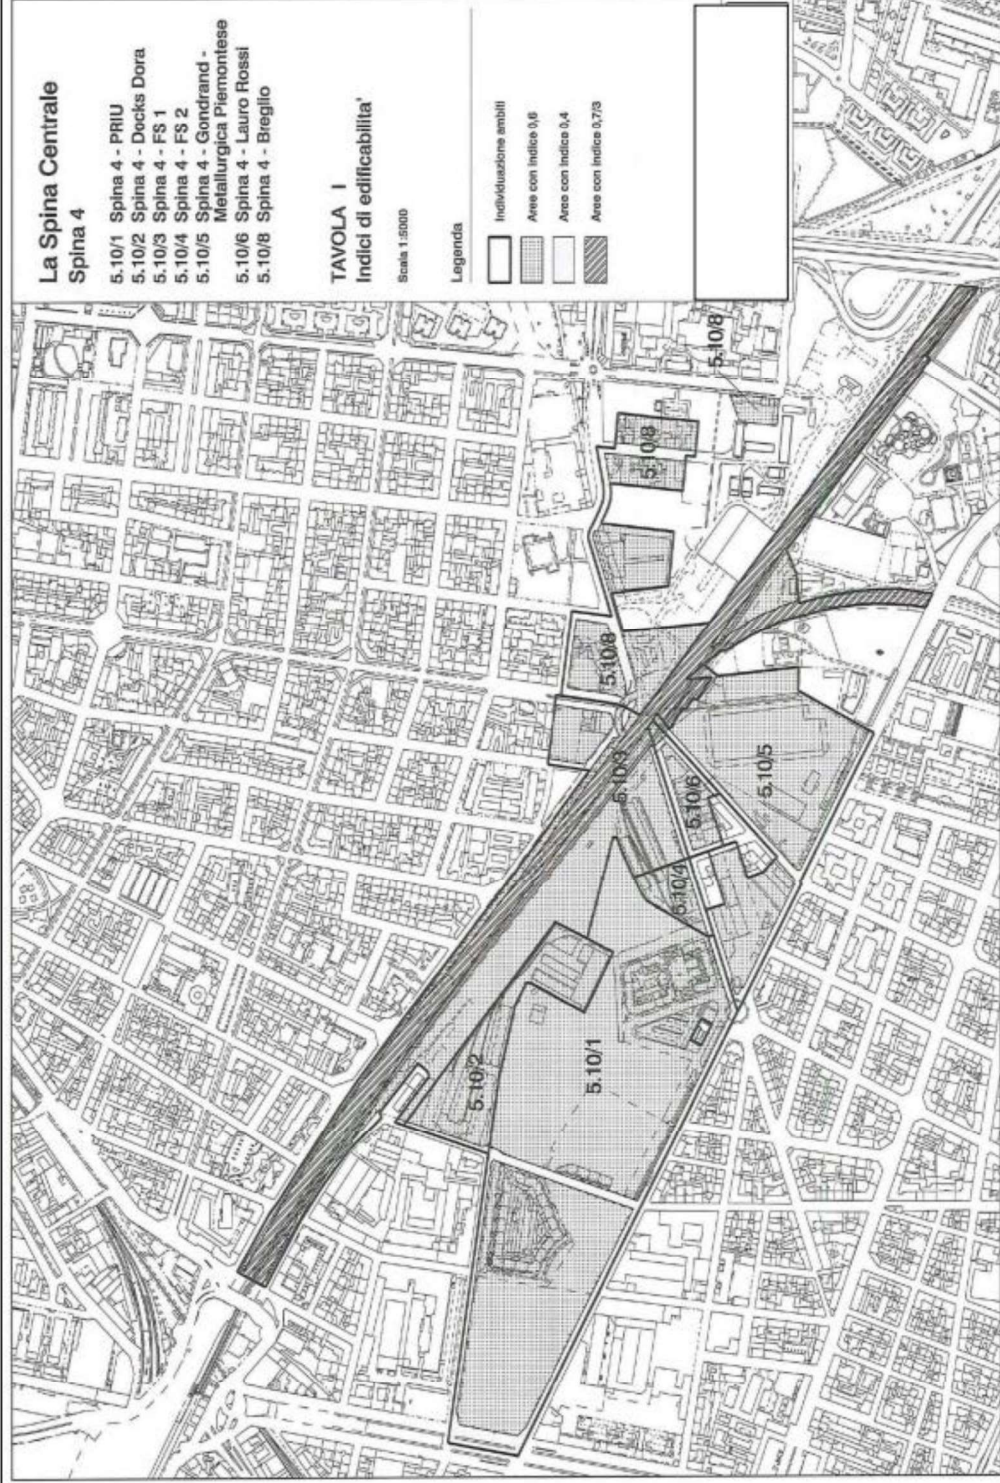 La Spina Centrale
Spina 4
5.10/1 Spina 4 - PRIU
5.10/2 Spina 4 - Docks Dora
5.10/3 Spina 4 - FS 1
5.10/4 Spina 4 - FS 2
5.10/5 Spina 4 - Gondrand -
Metallurgica Piemontese
5.10/6 Spina 4 - Lauro Rossi
5.10/8 Spina 4 - Breglio
TAVOLA I
Indici di edificabilita'
Scala 1:5000
Legenda
Individuazione ambiti
Aree con indice 0,6
Aree con indice 0,4
Aree con indice 0,7/3
5.10/8
5.10/8
5.10/8
5.10/3
5.10/6
5.10/5
5.10/4
5.10/2
5.10/1